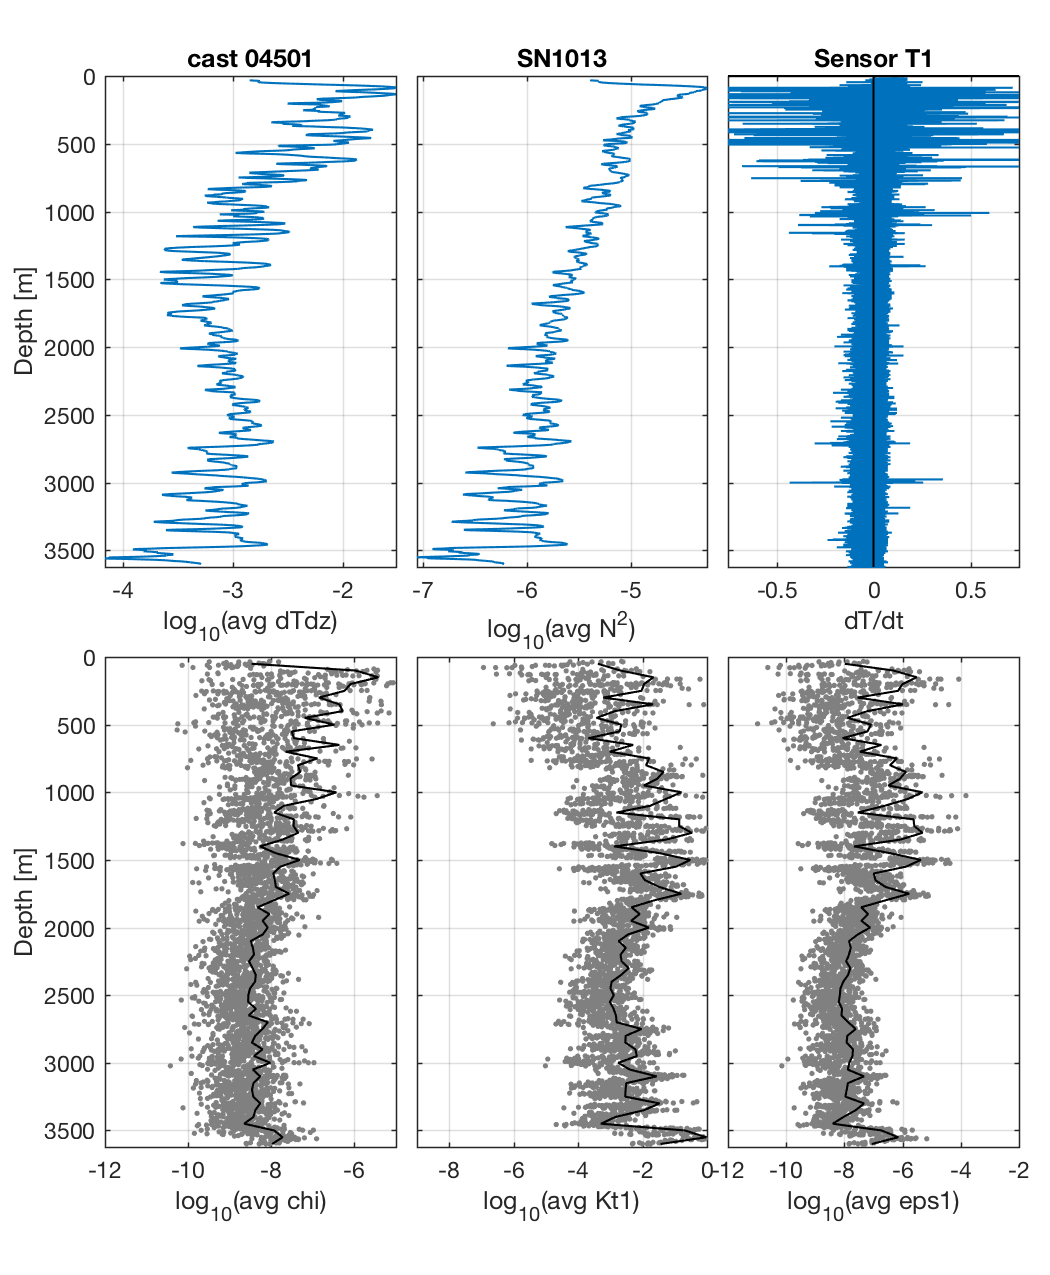 cast 04501
SN1013
Sensor T1
0
500
1000
1500
2000
2500
3000
3500
Depth [m]
-4 -3 -2
-7 -6 -5
-0.5 0 0.5
log10(avg dTdz)
log10(avg N2)
dT/dt
0
500
1000
1500
2000
2500
3000
3500
Depth [m]
-12 -10 -8 -6
-8 -6 -4 -2 0
-12 -10 -8 -6 -4 -2
log10(avg chi)
log10(avg Kt1)
log10(avg eps1)